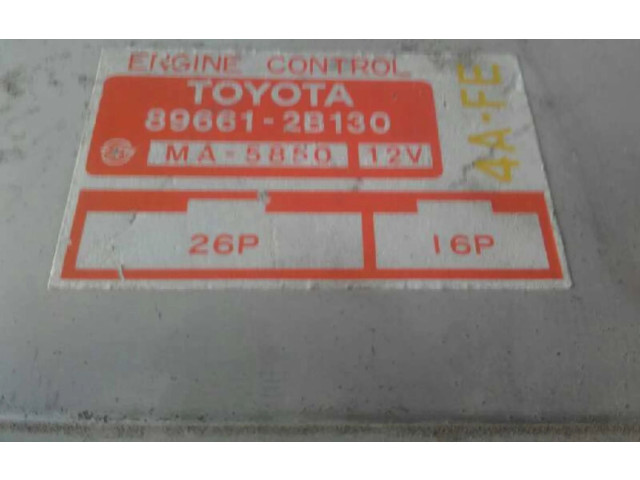 ENGINE CONTROL
TOYOTA
89661-2B130
MA-5850 12V
4A-FE
26P 16P